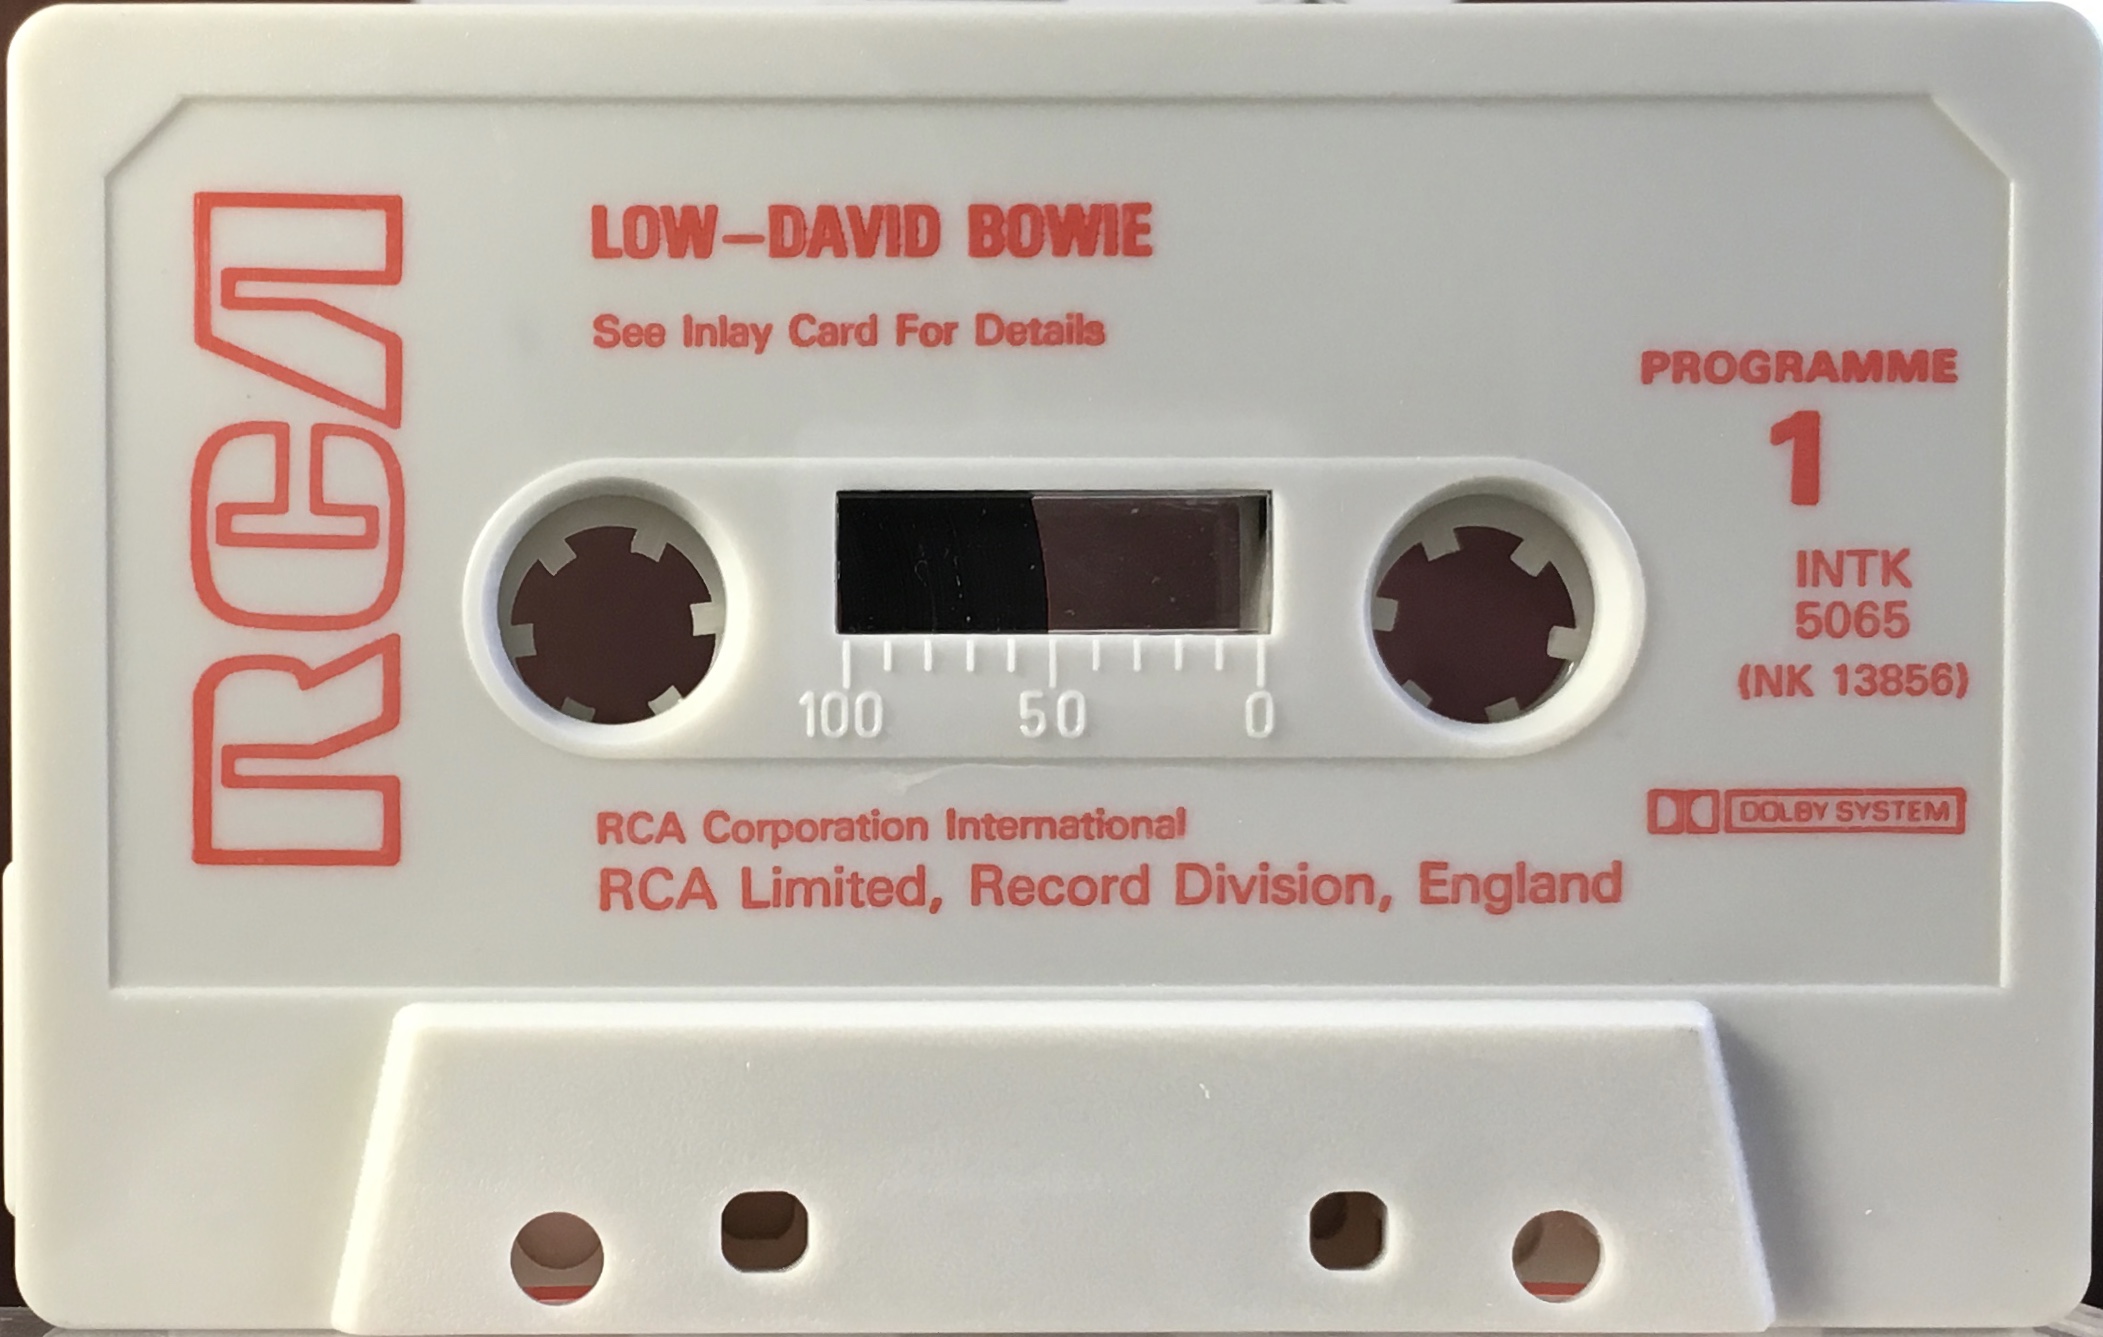 RCA
LOW–DAVID BOWIE
See Inlay Card For Details
PROGRAMME
1
INTK
5065
(NK 13856)
100 50 0
DOLBY SYSTEM
RCA Corporation International
RCA Limited, Record Division, England